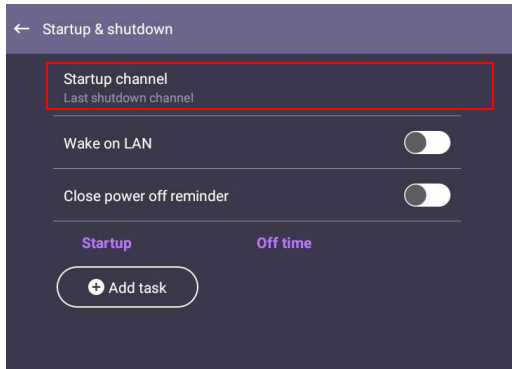 Startup & shutdown
Startup channel
Last shutdown channel
Wake on LAN
Close power off reminder
Startup Off time
Add task